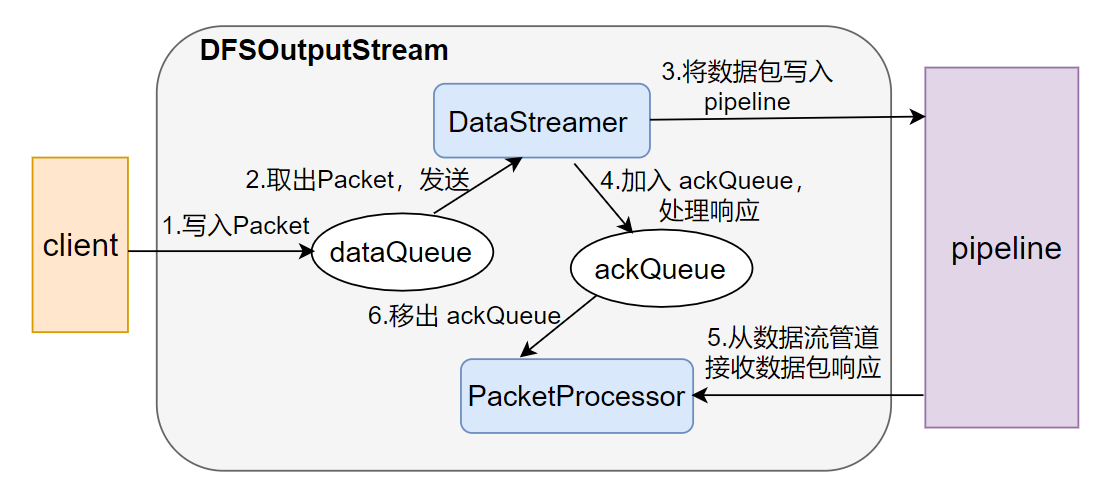 DFSOutputStream
3.将数据包写入
pipeline
DataStreamer
2.取出Packet，发送
4.加入 ackQueue，
处理响应
1.写入Packet
client
dataQueue
ackQueue
pipeline
6.移出 ackQueue
5.从数据流管道
接收数据包响应
PacketProcessor